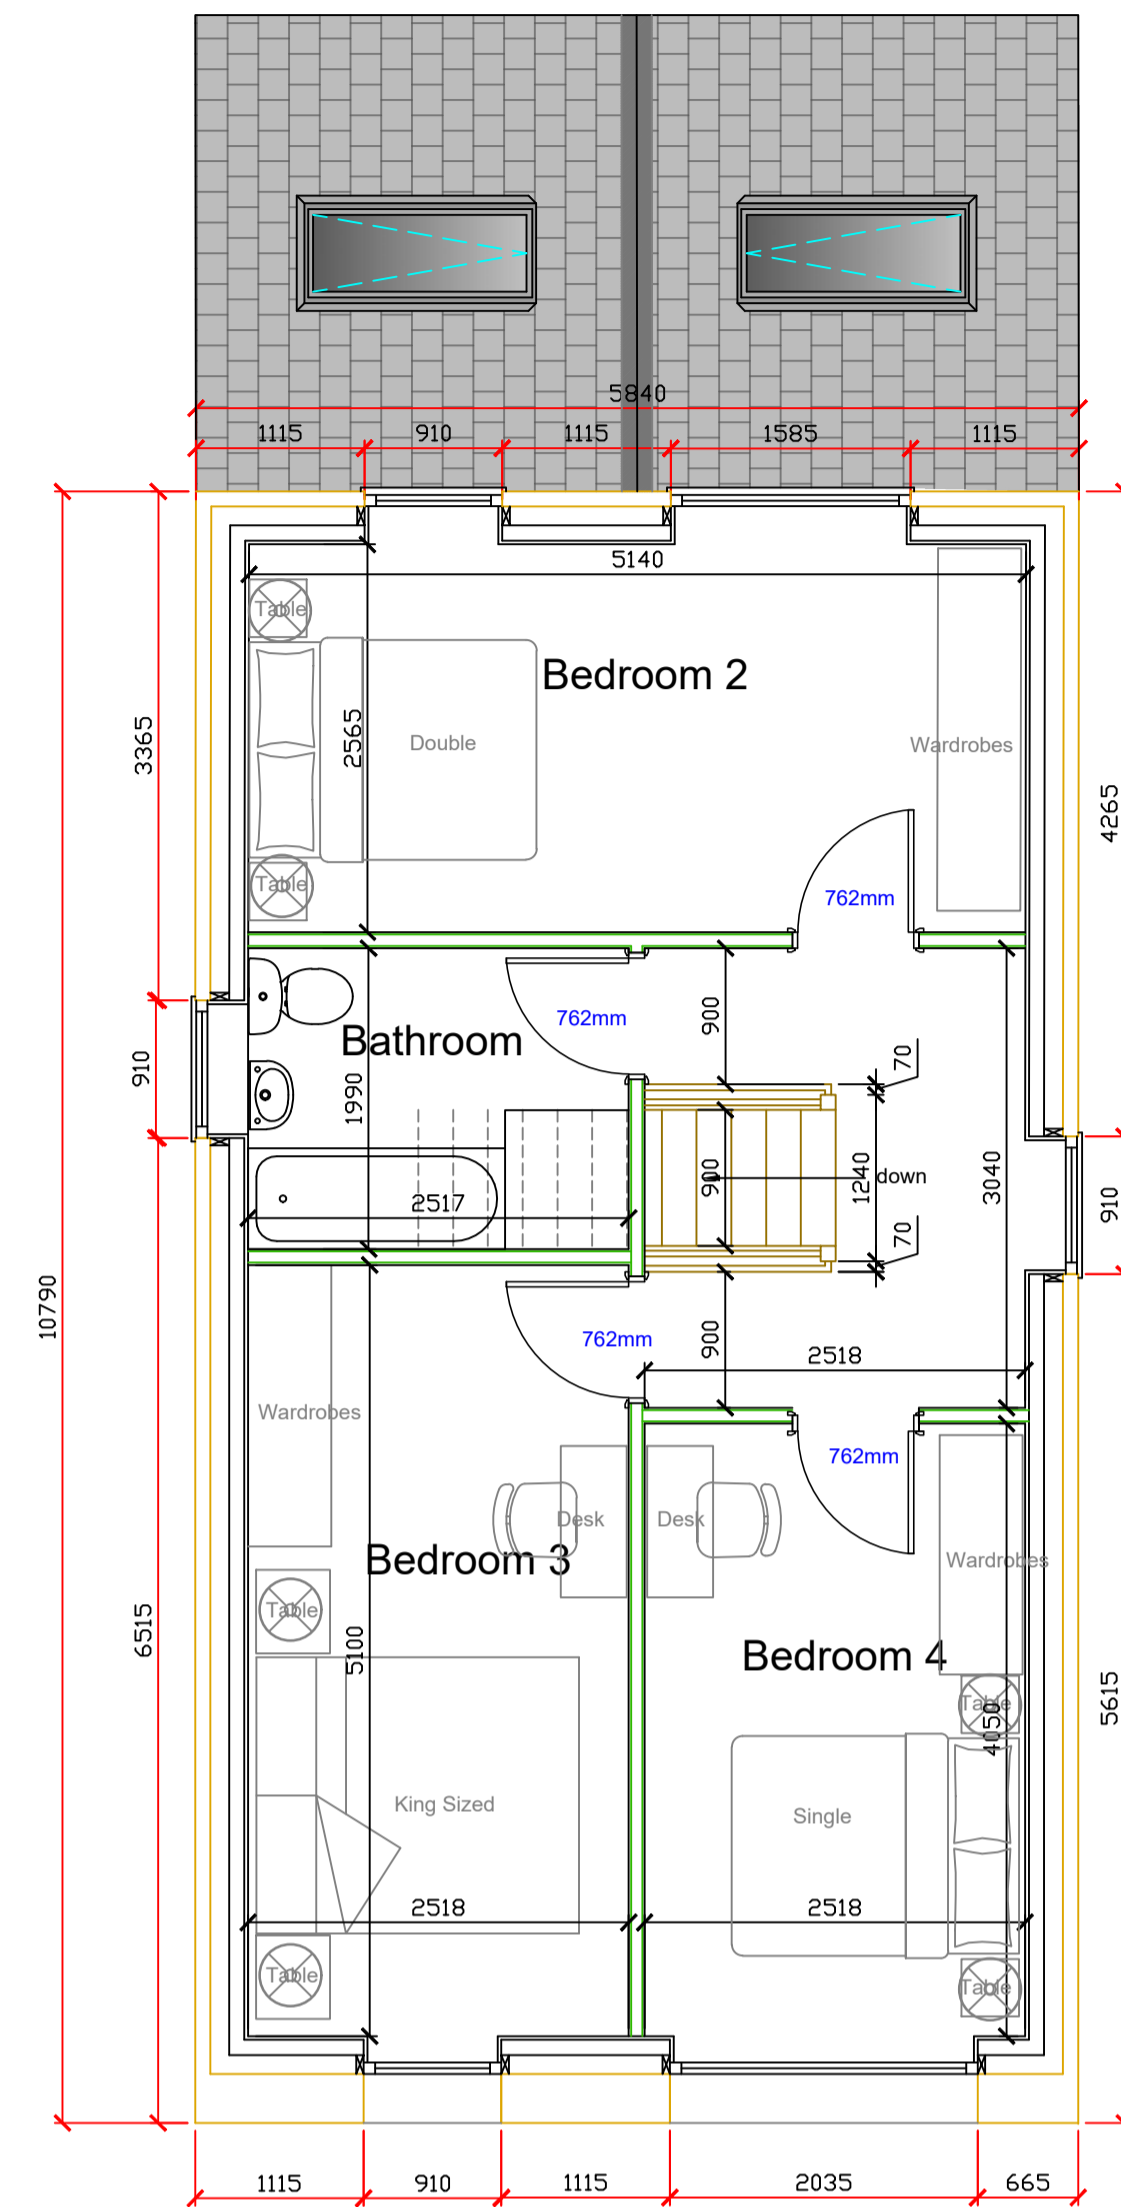 5840
1115 910 1115 1585 1115
5140
Table
Bedroom 2
2565
Double
Wardrobes
3365
4265
Table
762mm
762mm
900
Bathroom
70
910
1990
900
1240
down
3040
910
2517
70
10790
762mm
900
2518
Wardrobes
762mm
Desk
Desk
Bedroom 3
Wardrobes
Table
6515
5100
Bedroom 4
5615
Table
4050
King Sized
Single
2518
2518
Table
Table
1115 910 1115 2035 665